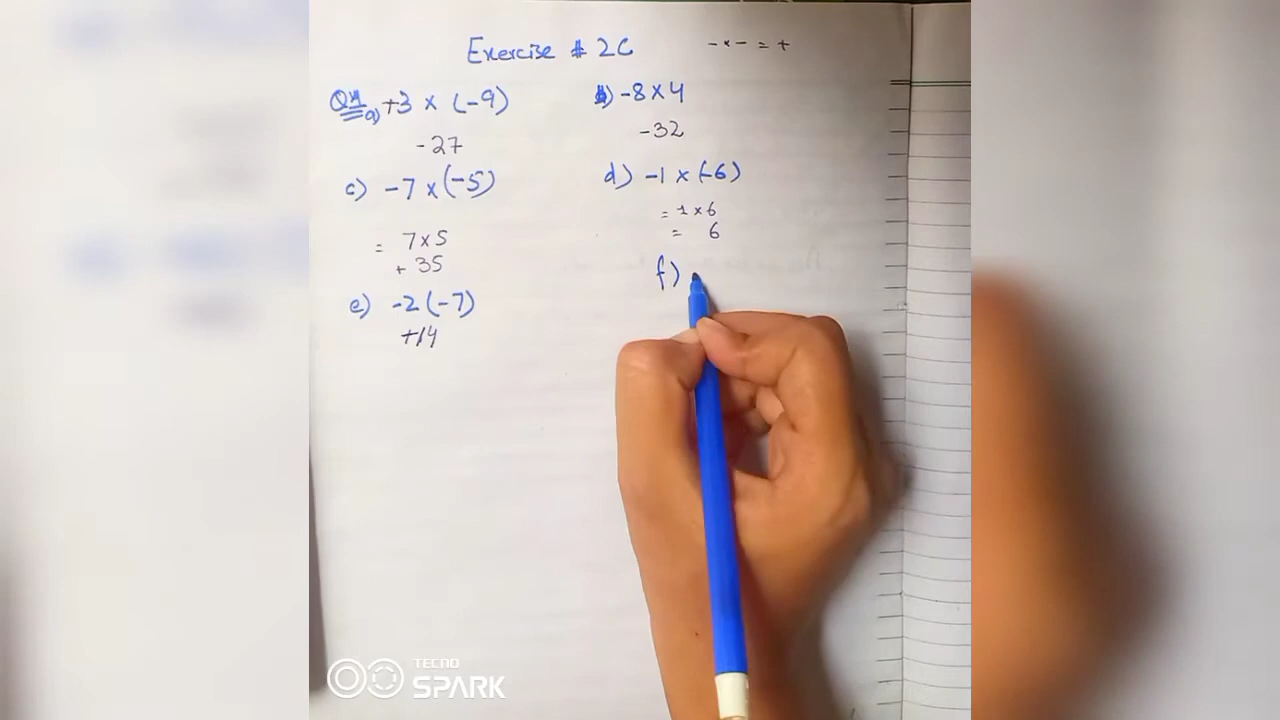 Exercise # 2C
- × - = +
Q1 a) +3 × (-9)
-27
b) -8 × 4
-32
c) -7 × (-5)
= 7 × 5
+ 35
d) -1 × (-6)
= 1 × 6
= 6
e) -2 (-7)
+14
f)
TECNO
SPARK